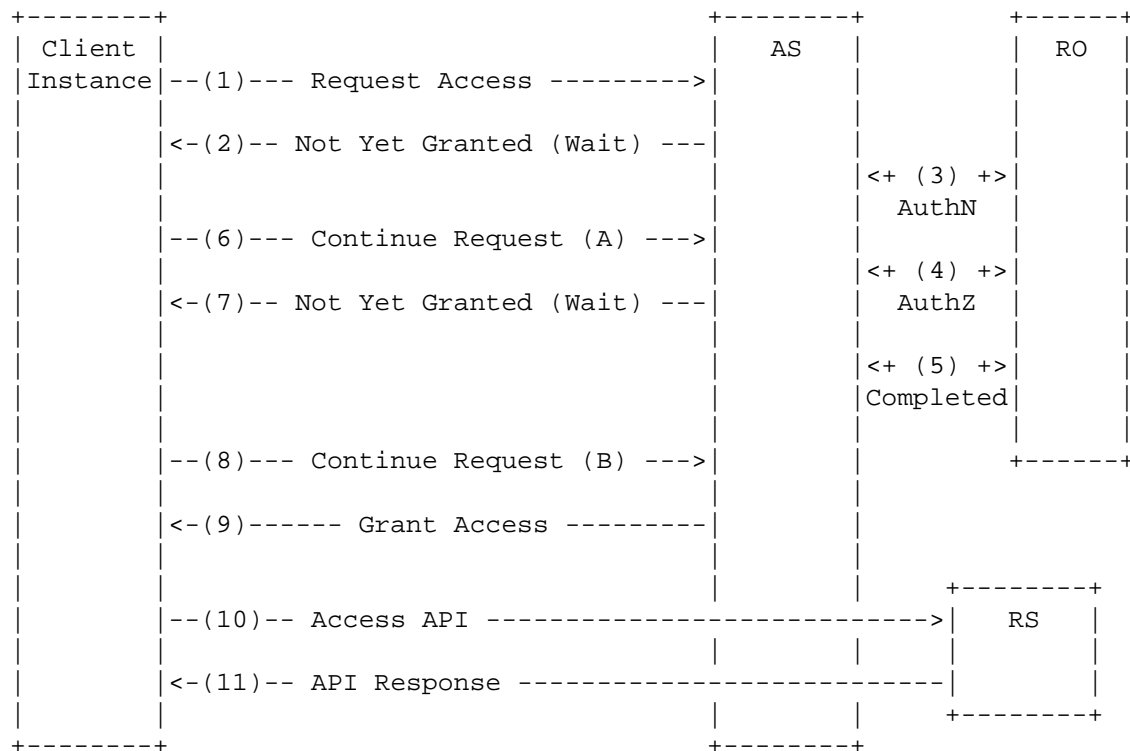 Client AS RO
Instance --(1)--- Request Access --------->
<-(2)-- Not Yet Granted (Wait) ---
<+ (3) +>
AuthN
--(6)--- Continue Request (A) --->
<+ (4) +>
<-(7)-- Not Yet Granted (Wait) --- AuthZ
<+ (5) +>
Completed
--(8)--- Continue Request (B) --->
<-(9)------ Grant Access ---------
--(10)-- Access API ----------------------------> RS
<-(11)-- API Response ---------------------------